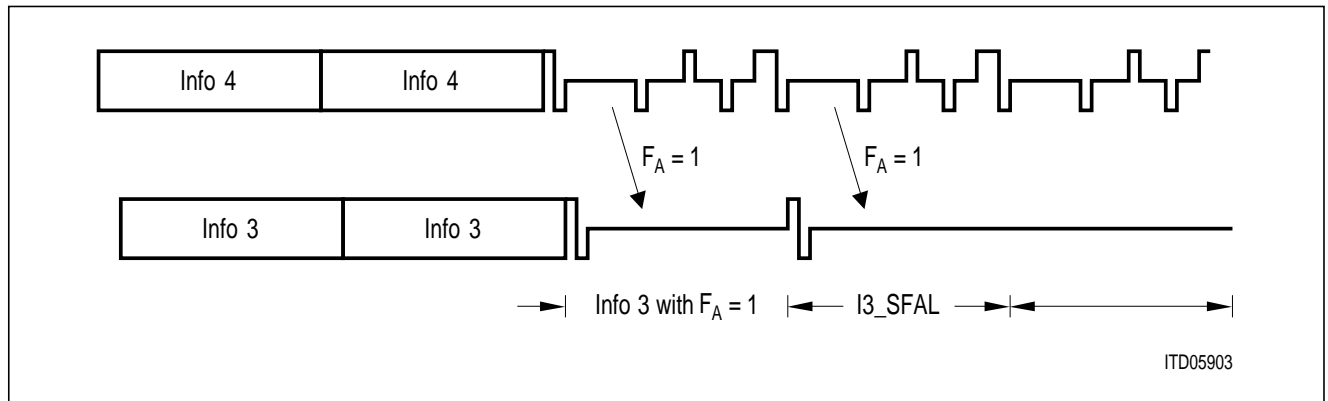 Info 4 Info 4
F_A = 1 F_A = 1
Info 3 Info 3
Info 3 with F_A = 1 I3_SFAL
ITD05903